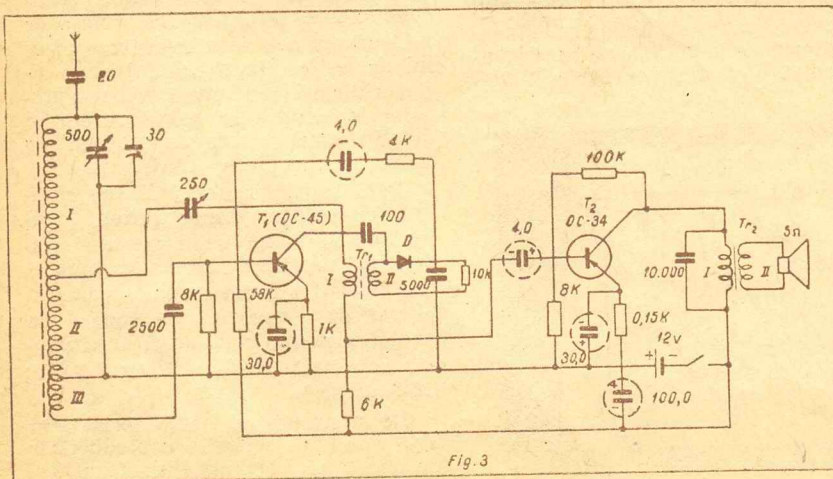 20
500
30
I
250
4,0
4K
100K
T1 (OC-45)
100
Tr1
D
I
II
5000
10K
4,0
T2
OC-34
Tr2
5Ω
10.000
I
II
II
2500
8K
58K
1K
30,0
8K
30,0
0,15K
12v
+ -
III
6K
100,0
Fig.3